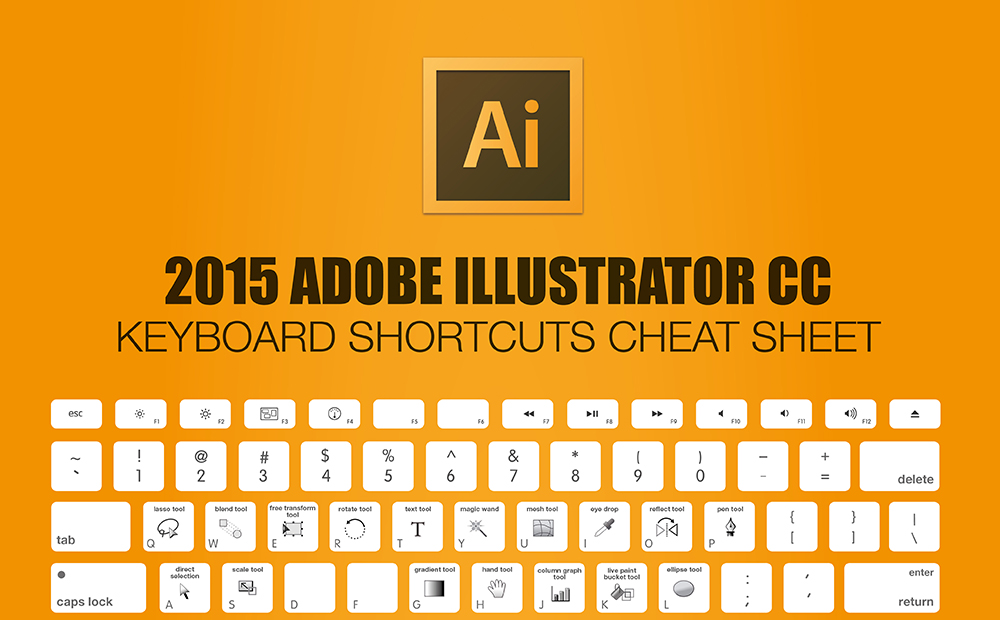 Ai
2015 ADOBE ILLUSTRATOR CC
KEYBOARD SHORTCUTS CHEAT SHEET
esc F1 F2 F3 F4 F5 F6 F7 F8 F9 F10 F11 F12
~ ! @ # $ % ^ & * ( ) – +
` 1 2 3 4 5 6 7 8 9 0 - = delete
lasso tool blend tool free transform tool rotate tool text tool magic wand mesh tool eye drop reflect tool pen tool { } |
tab Q W E R T Y U I O P [ ] \
T
direct selection scale tool gradient tool hand tool column graph tool live paint bucket tool ellipse tool : ‘ enter
caps lock A S D F G H J K L ; ‚ return